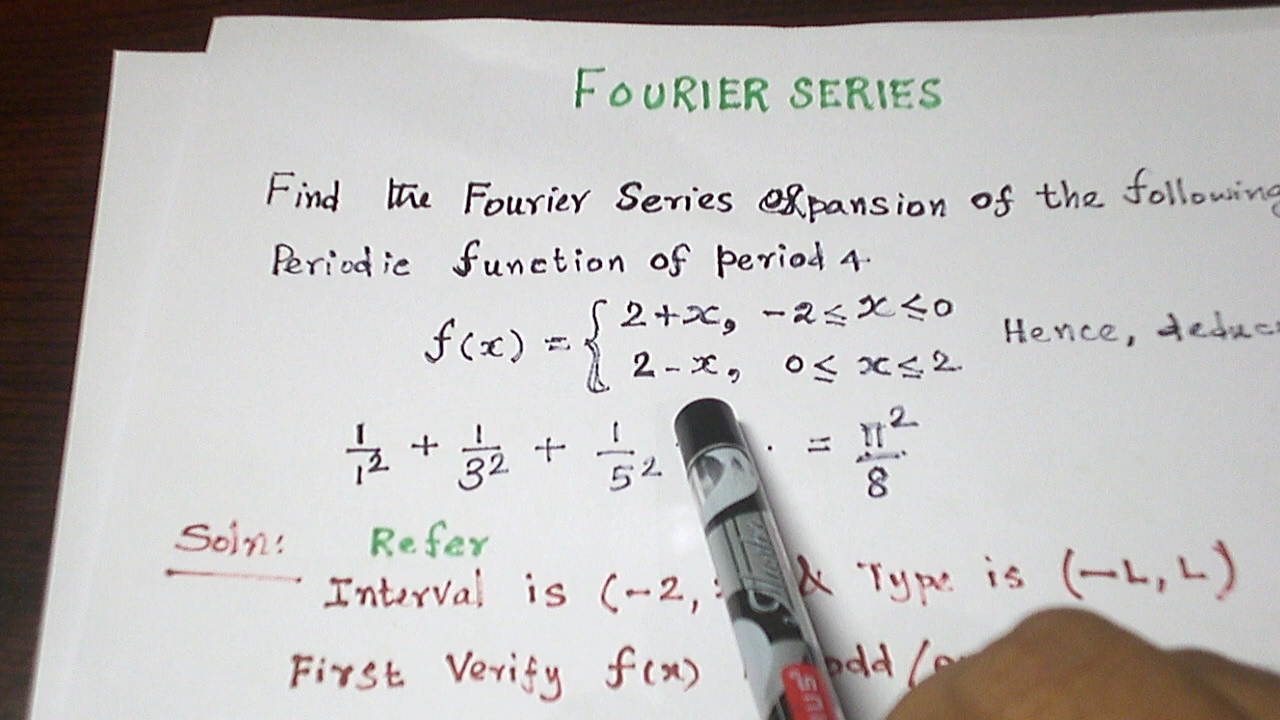 FOURIER SERIES
Find the Fourier Series expansion of the following
Periodic function of period 4.
f(x) = { 2+x, -2 ≤ x ≤ 0
2-x, 0 ≤ x ≤ 2
Hence, deduc
1/1² + 1/3² + 1/5² . = π²/8
Soln: Refer
Interval is (-2, & Type is (-L, L)
First Verify f(x) odd/